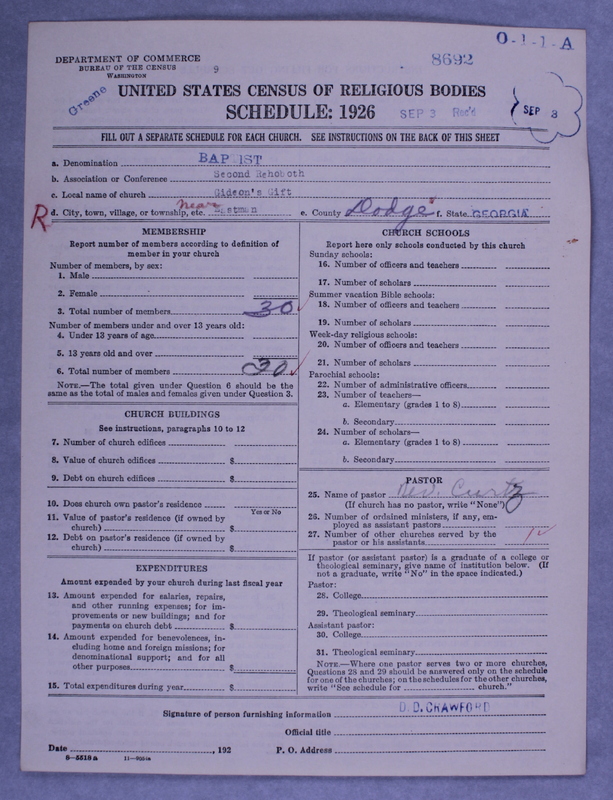 O-1-1-A
DEPARTMENT OF COMMERCE
BUREAU OF THE CENSUS
WASHINGTON
9
8692
Greene
UNITED STATES CENSUS OF RELIGIOUS BODIES
SCHEDULE: 1926
SEP 3 Rec'd
SEP 3
FILL OUT A SEPARATE SCHEDULE FOR EACH CHURCH. SEE INSTRUCTIONS ON THE BACK OF THIS SHEET
a. Denomination BAPTIST
b. Association or Conference Second Rehoboth
c. Local name of church Gideon's Gift
R d. City, town, village, or township, etc. near Eastman e. County Dodge f. State GEORGIA
MEMBERSHIP
Report number of members according to definition of
member in your church
Number of members, by sex:
1. Male
2. Female
3. Total number of members 30
Number of members under and over 13 years old:
4. Under 13 years of age
5. 13 years old and over
6. Total number of members 30
NOTE.—The total given under Question 6 should be the
same as the total of males and females given under Question 3.
CHURCH BUILDINGS
See instructions, paragraphs 10 to 12
7. Number of church edifices
8. Value of church edifices $
9. Debt on church edifices $
10. Does church own pastor's residence
Yes or No
11. Value of pastor's residence (if owned by
church) $
12. Debt on pastor's residence (if owned by
church) $
EXPENDITURES
Amount expended by your church during last fiscal year
13. Amount expended for salaries, repairs,
and other running expenses; for im-
provements or new buildings; and for
payments on church debt $
14. Amount expended for benevolences, in-
cluding home and foreign missions; for
denominational support; and for all
other purposes $
15. Total expenditures during year $
CHURCH SCHOOLS
Report here only schools conducted by this church
Sunday schools:
16. Number of officers and teachers
17. Number of scholars
Summer vacation Bible schools:
18. Number of officers and teachers
19. Number of scholars
Week-day religious schools:
20. Number of officers and teachers
21. Number of scholars
Parochial schools:
22. Number of administrative officers
23. Number of teachers—
a. Elementary (grades 1 to 8)
b. Secondary
24. Number of scholars—
a. Elementary (grades 1 to 8)
b. Secondary
PASTOR
25. Name of pastor Rev. Curtz
(If church has no pastor, write "None")
26. Number of ordained ministers, if any, em-
ployed as assistant pastors
27. Number of other churches served by the
pastor or his assistants
If pastor (or assistant pastor) is a graduate of a college or
theological seminary, give name of institution below. (If
not a graduate, write "No" in the space indicated.)
Pastor:
28. College
29. Theological seminary
Assistant pastor:
30. College
31. Theological seminary
NOTE.—Where one pastor serves two or more churches,
Questions 28 and 29 should be answered only on the schedule
for one of the churches; on the schedules for the other churches,
write "See schedule for church."
Signature of person furnishing information D. D. CRAWFORD
Official title
Date , 192 P. O. Address
8—5518a